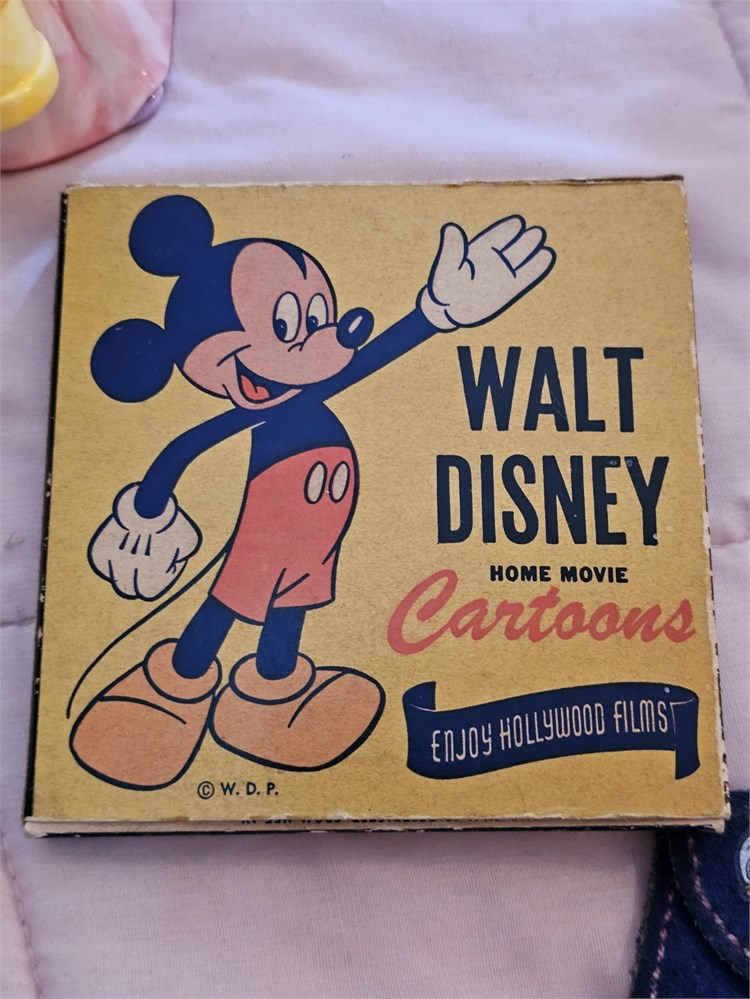 WALT
DISNEY
HOME MOVIE
Cartoons
ENJOY HOLLYWOOD FILMS
© W. D. P.